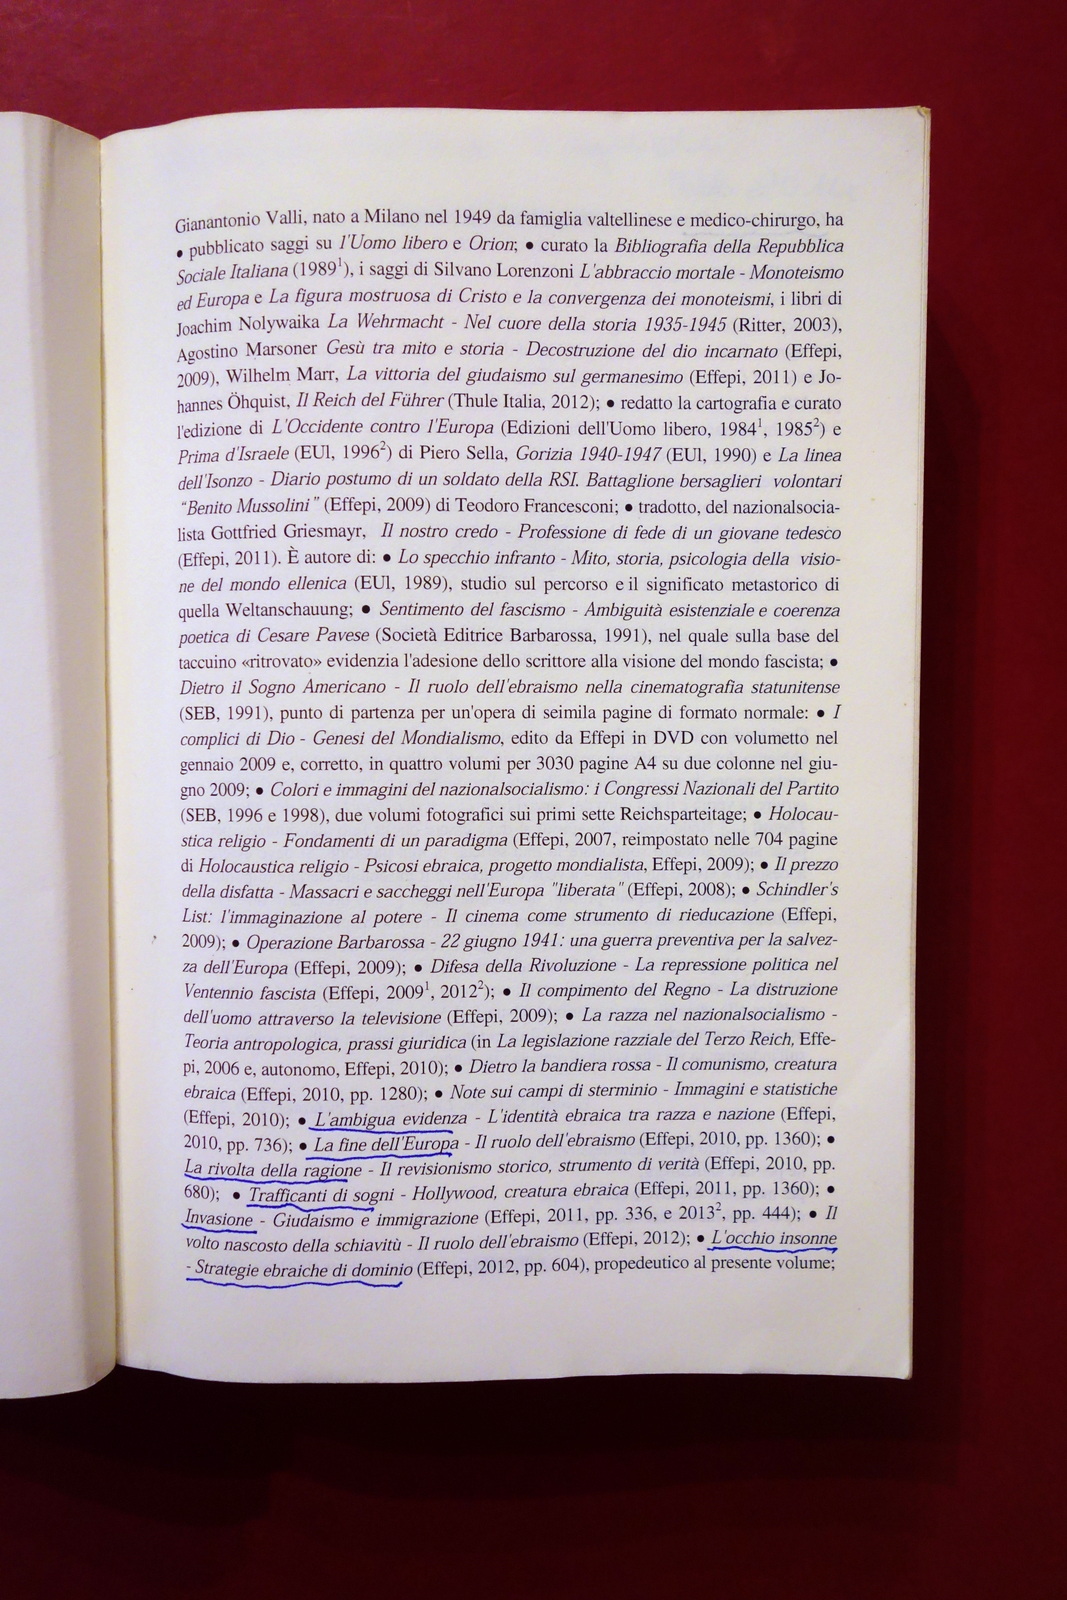 Gianantonio Valli, nato a Milano nel 1949 da famiglia valtellinese e medico-chirurgo, ha
• pubblicato saggi su l'Uomo libero e Orion; • curato la Bibliografia della Repubblica
Sociale Italiana (1989¹), i saggi di Silvano Lorenzoni L'abbraccio mortale - Monoteismo
ed Europa e La figura mostruosa di Cristo e la convergenza dei monoteismi, i libri di
Joachim Nolywaika La Wehrmacht - Nel cuore della storia 1935-1945 (Ritter, 2003),
Agostino Marsoner Gesù tra mito e storia - Decostruzione del dio incarnato (Effepi,
2009), Wilhelm Marr, La vittoria del giudaismo sul germanesimo (Effepi, 2011) e Jo-
hannes Öhquist, Il Reich del Führer (Thule Italia, 2012); • redatto la cartografia e curato
l'edizione di L'Occidente contro l'Europa (Edizioni dell'Uomo libero, 1984¹, 1985²) e
Prima d'Israele (EUl, 1996²) di Piero Sella, Gorizia 1940-1947 (EUl, 1990) e La linea
dell'Isonzo - Diario postumo di un soldato della RSI. Battaglione bersaglieri volontari
"Benito Mussolini" (Effepi, 2009) di Teodoro Francesconi; • tradotto, del nazionalsocia-
lista Gottfried Griesmayr, Il nostro credo - Professione di fede di un giovane tedesco
(Effepi, 2011). È autore di: • Lo specchio infranto - Mito, storia, psicologia della visio-
ne del mondo ellenica (EUl, 1989), studio sul percorso e il significato metastorico di
quella Weltanschauung; • Sentimento del fascismo - Ambiguità esistenziale e coerenza
poetica di Cesare Pavese (Società Editrice Barbarossa, 1991), nel quale sulla base del
taccuino «ritrovato» evidenzia l'adesione dello scrittore alla visione del mondo fascista; •
Dietro il Sogno Americano - Il ruolo dell'ebraismo nella cinematografia statunitense
(SEB, 1991), punto di partenza per un'opera di seimila pagine di formato normale: • I
complici di Dio - Genesi del Mondialismo, edito da Effepi in DVD con volumetto nel
gennaio 2009 e, corretto, in quattro volumi per 3030 pagine A4 su due colonne nel giu-
gno 2009; • Colori e immagini del nazionalsocialismo: i Congressi Nazionali del Partito
(SEB, 1996 e 1998), due volumi fotografici sui primi sette Reichsparteitage; • Holocau-
stica religio - Fondamenti di un paradigma (Effepi, 2007, reimpostato nelle 704 pagine
di Holocaustica religio - Psicosi ebraica, progetto mondialista, Effepi, 2009); • Il prezzo
della disfatta - Massacri e saccheggi nell'Europa "liberata" (Effepi, 2008); • Schindler's
List: l'immaginazione al potere - Il cinema come strumento di rieducazione (Effepi,
2009); • Operazione Barbarossa - 22 giugno 1941: una guerra preventiva per la salvez-
za dell'Europa (Effepi, 2009); • Difesa della Rivoluzione - La repressione politica nel
Ventennio fascista (Effepi, 2009¹, 2012²); • Il compimento del Regno - La distruzione
dell'uomo attraverso la televisione (Effepi, 2009); • La razza nel nazionalsocialismo -
Teoria antropologica, prassi giuridica (in La legislazione razziale del Terzo Reich, Effe-
pi, 2006 e, autonomo, Effepi, 2010); • Dietro la bandiera rossa - Il comunismo, creatura
ebraica (Effepi, 2010, pp. 1280); • Note sui campi di sterminio - Immagini e statistiche
(Effepi, 2010); • L'ambigua evidenza - L'identità ebraica tra razza e nazione (Effepi,
2010, pp. 736); • La fine dell'Europa - Il ruolo dell'ebraismo (Effepi, 2010, pp. 1360); •
La rivolta della ragione - Il revisionismo storico, strumento di verità (Effepi, 2010, pp.
680); • Trafficanti di sogni - Hollywood, creatura ebraica (Effepi, 2011, pp. 1360); •
Invasione - Giudaismo e immigrazione (Effepi, 2011, pp. 336, e 2013², pp. 444); • Il
volto nascosto della schiavitù - Il ruolo dell'ebraismo (Effepi, 2012); • L'occhio insonne
- Strategie ebraiche di dominio (Effepi, 2012, pp. 604), propedeutico al presente volume;